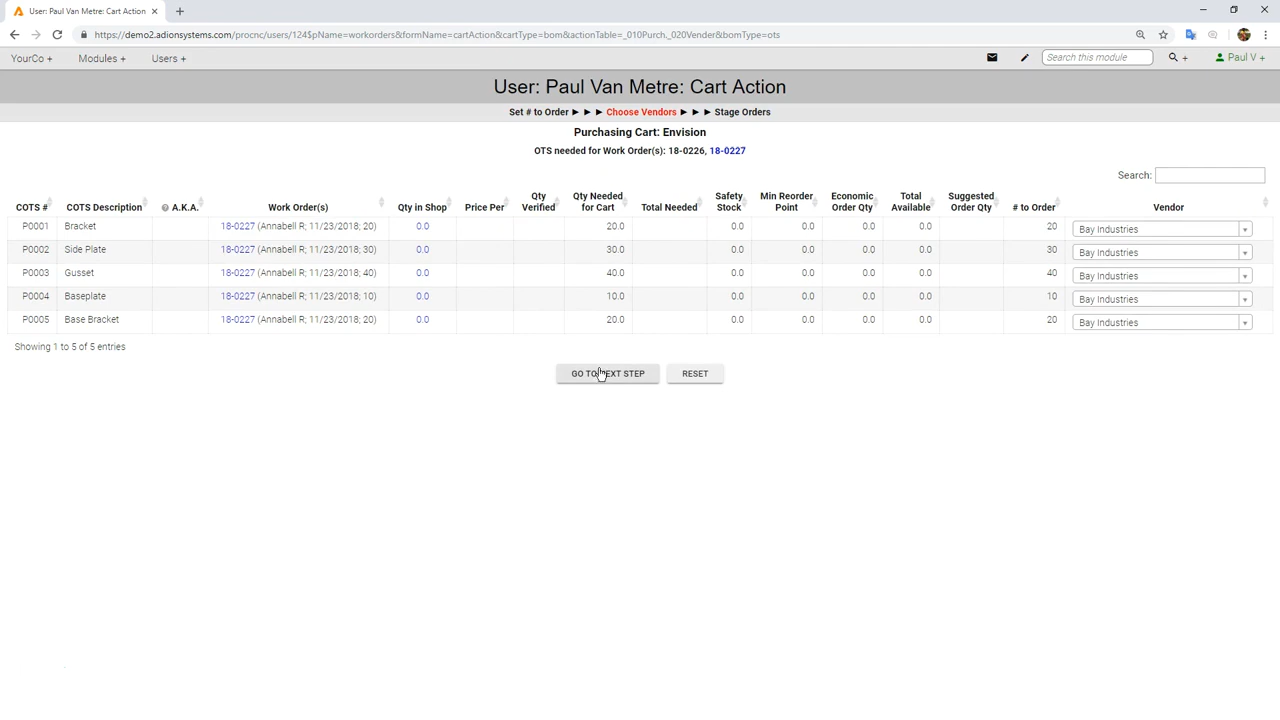 User: Paul Van Metre: Cart Action
https://demo2.adionsystems.com/procnc/users/124$pName=workorders&formName=cartAction&cartType=bom&actionTable=_010Purch,_020Vender&bomType=ots
YourCo +
Modules +
Users +
Search this module
+
Paul V +
User: Paul Van Metre: Cart Action
Set # to Order ▶ ▶ ▶ Choose Vendors ▶ ▶ ▶ Stage Orders
Purchasing Cart: Envision
OTS needed for Work Order(s): 18-0226, 18-0227
Search:
COTS # COTS Description A.K.A. Work Order(s) Qty in Shop Price Per Qty Verified Qty Needed for Cart Total Needed Safety Stock Min Reorder Point Economic Order Qty Total Available Suggested Order Qty # to Order Vendor
P0001 Bracket 18-0227 (Annabell R; 11/23/2018; 20) 0.0 20.0 0.0 0.0 0.0 0.0 20 Bay Industries
P0002 Side Plate 18-0227 (Annabell R; 11/23/2018; 30) 0.0 30.0 0.0 0.0 0.0 0.0 30 Bay Industries
P0003 Gusset 18-0227 (Annabell R; 11/23/2018; 40) 0.0 40.0 0.0 0.0 0.0 0.0 40 Bay Industries
P0004 Baseplate 18-0227 (Annabell R; 11/23/2018; 10) 0.0 10.0 0.0 0.0 0.0 0.0 10 Bay Industries
P0005 Base Bracket 18-0227 (Annabell R; 11/23/2018; 20) 0.0 20.0 0.0 0.0 0.0 0.0 20 Bay Industries
Showing 1 to 5 of 5 entries
GO TO NEXT STEP
RESET